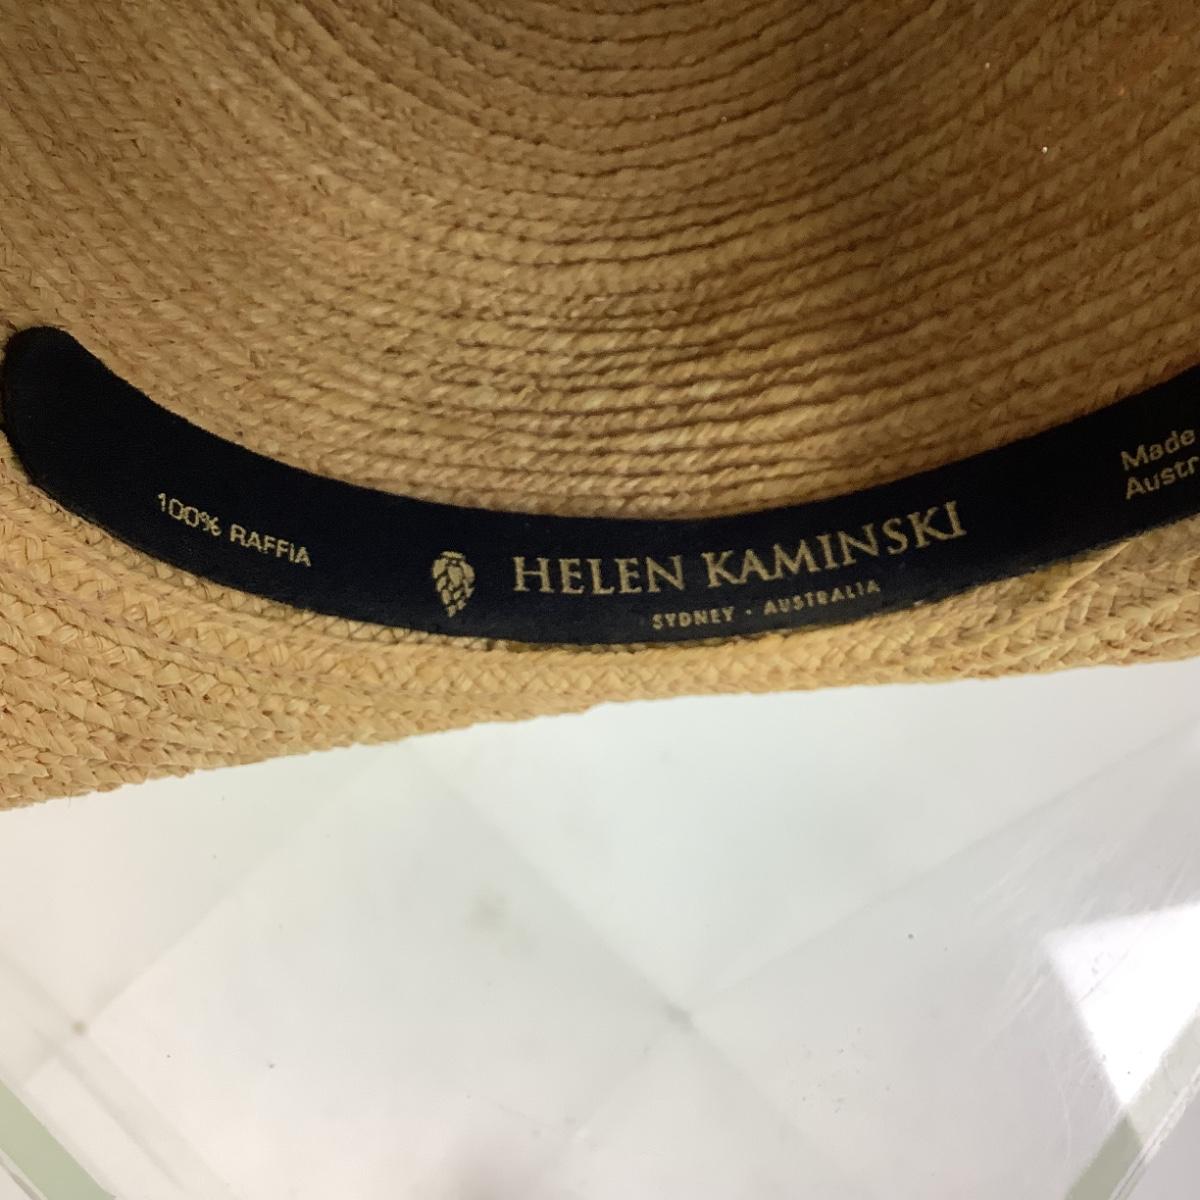 100% RAFFIA
HELEN KAMINSKI
SYDNEY · AUSTRALIA
Made
Austr